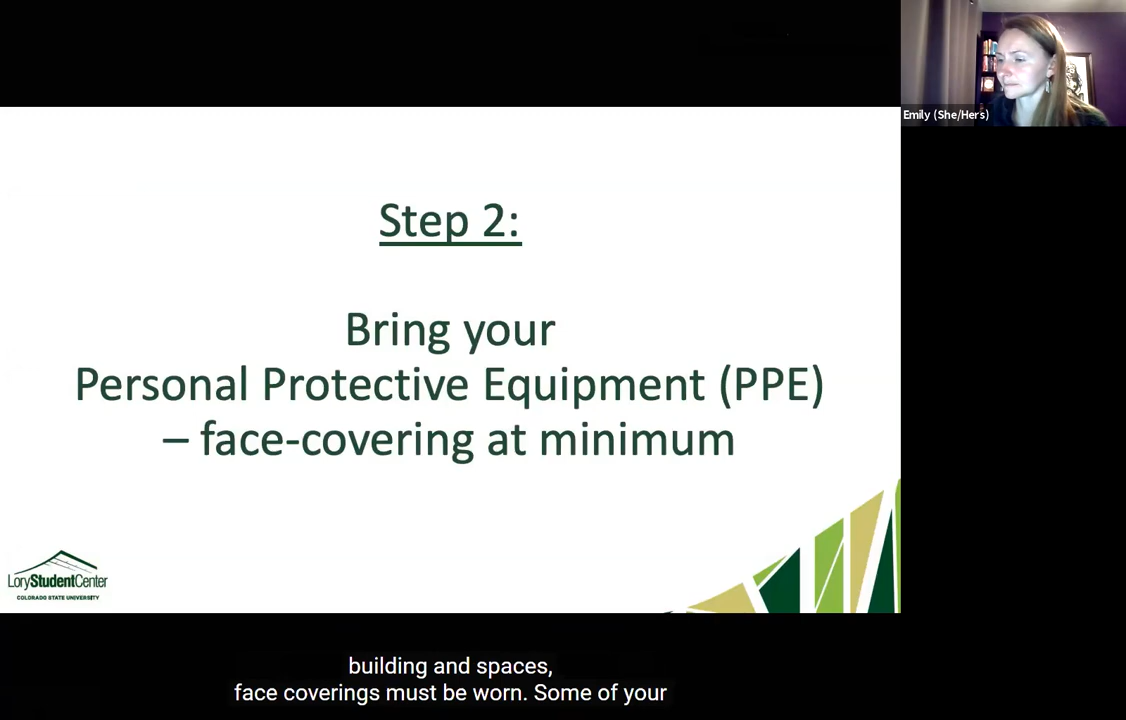 Emily (She/Hers)
Step 2:
Bring your
Personal Protective Equipment (PPE)
– face-covering at minimum
LoryStudentCenter
COLORADO STATE UNIVERSITY
building and spaces,
face coverings must be worn. Some of your